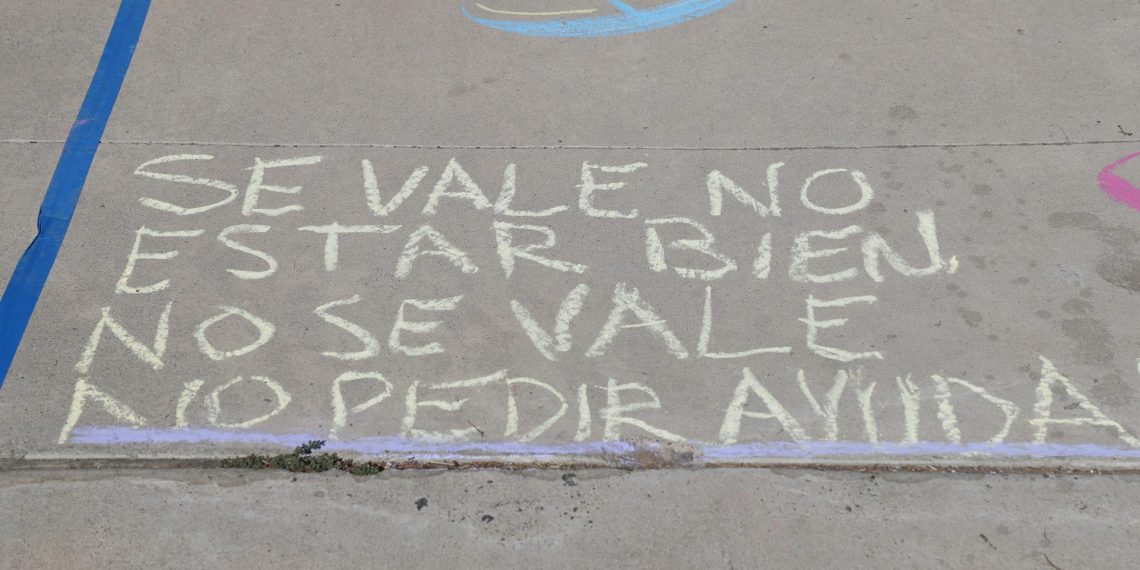 SE VALE NO
ESTAR BIEN.
NO SE VALE
NO PEDIR AYUDA